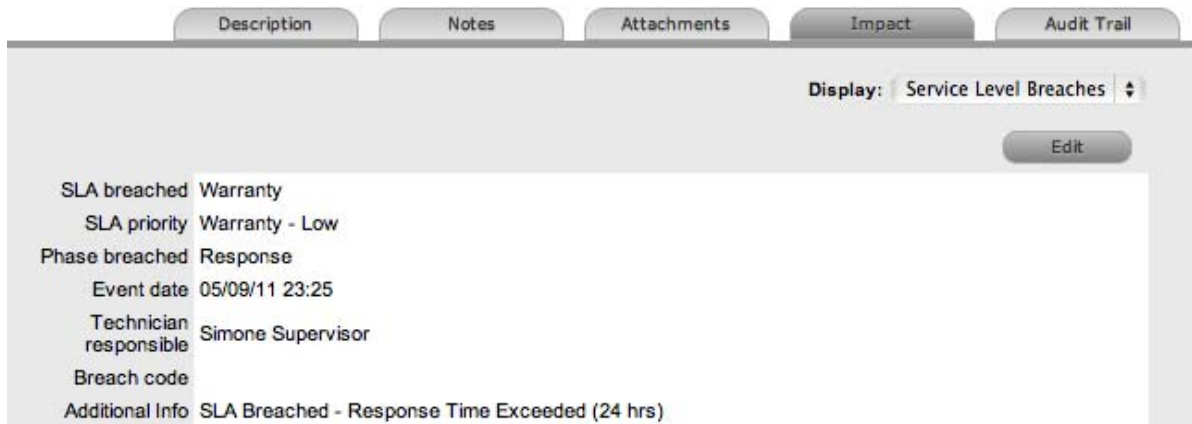 Description Notes Attachments Impact Audit Trail
Display: Service Level Breaches
Edit
SLA breached Warranty
SLA priority Warranty - Low
Phase breached Response
Event date 05/09/11 23:25
Technician
responsible Simone Supervisor
Breach code
Additional Info SLA Breached - Response Time Exceeded (24 hrs)